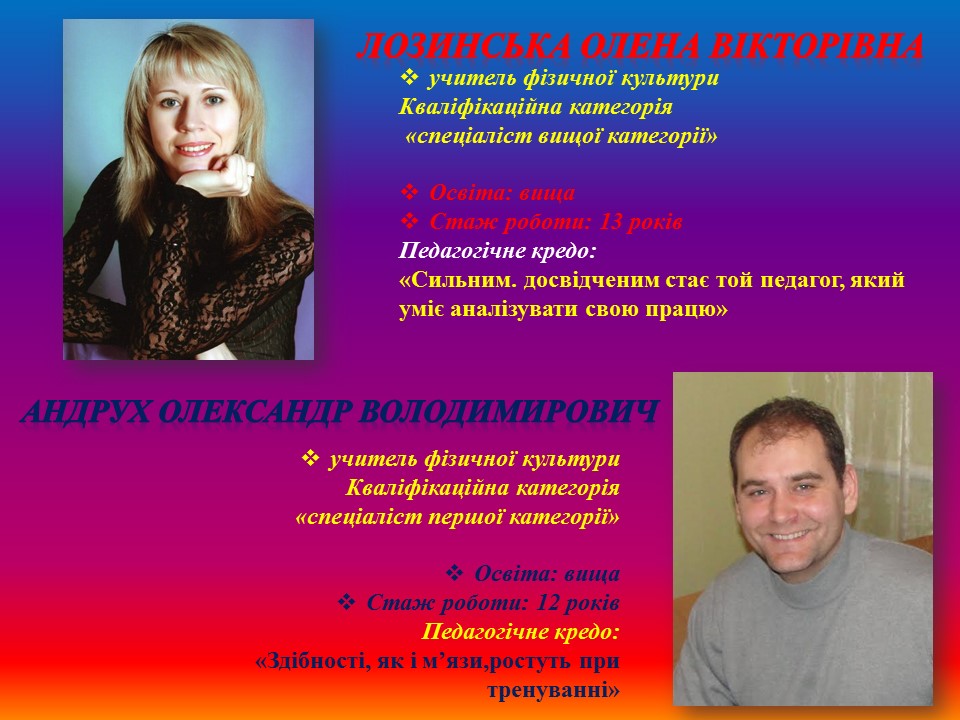 ЛОЗИНСЬКА ОЛЕНА ВІКТОРІВНА
❖ учитель фізичної культури
Кваліфікаційна категорія
«спеціаліст вищої категорії»
❖ Освіта: вища
❖ Стаж роботи: 13 років
Педагогічне кредо:
«Сильним. досвідченим стає той педагог, який
уміє аналізувати свою працю»
АНДРУХ ОЛЕКСАНДР ВОЛОДИМИРОВИЧ
❖ учитель фізичної культури
Кваліфікаційна категорія
«спеціаліст першої категорії»
❖ Освіта: вища
❖ Стаж роботи: 12 років
Педагогічне кредо:
«Здібності, як і м’язи,ростуть при
тренуванні»